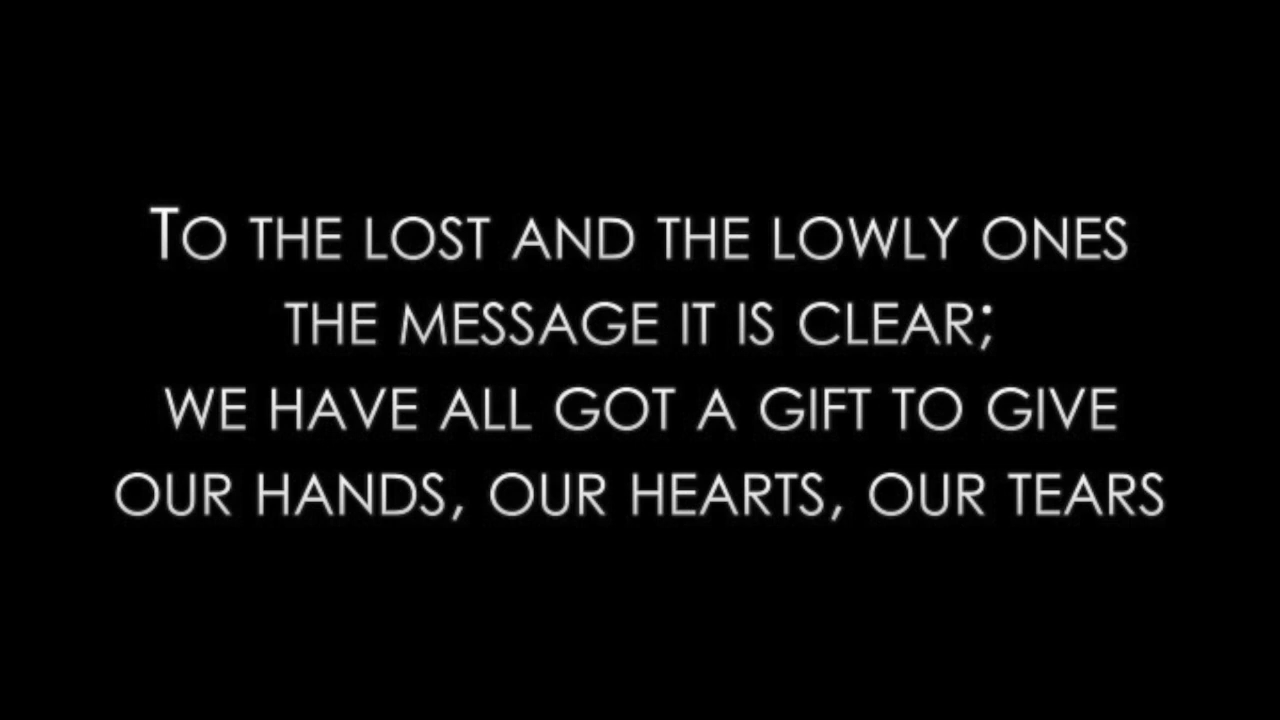 To the lost and the lowly ones
the message it is clear;
we have all got a gift to give
our hands, our hearts, our tears